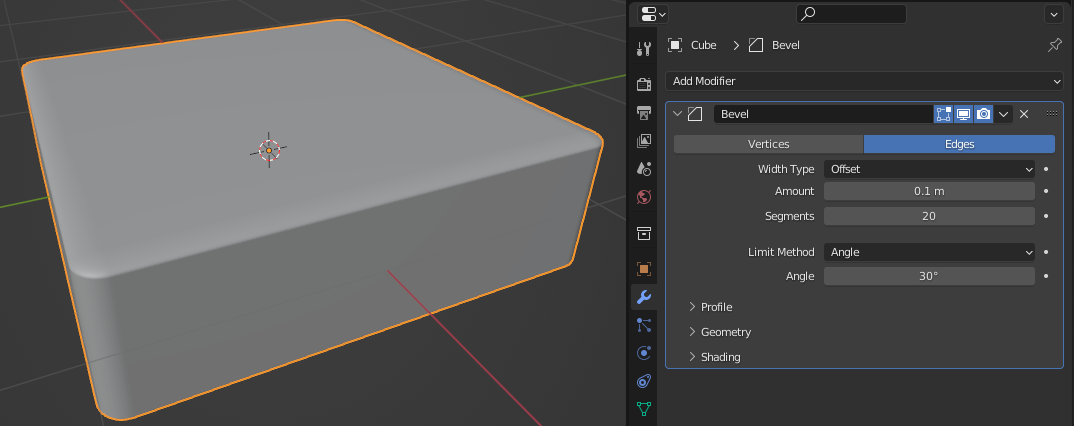 Cube > Bevel
Add Modifier
Bevel
Vertices Edges
Width Type Offset
Amount 0.1 m
Segments 20
Limit Method Angle
Angle 30°
Profile
Geometry
Shading